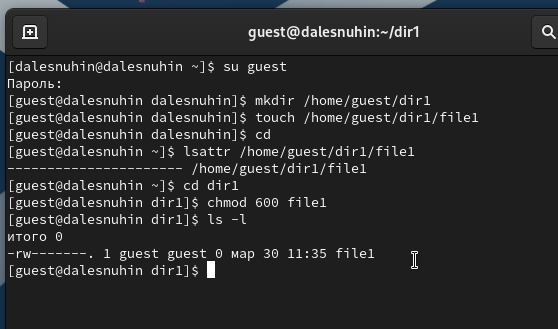 guest@dalesnuhin:~/dir1
[dalesnuhin@dalesnuhin ~]$ su guest
Пароль:
[guest@dalesnuhin dalesnuhin]$ mkdir /home/guest/dir1
[guest@dalesnuhin dalesnuhin]$ touch /home/guest/dir1/file1
[guest@dalesnuhin dalesnuhin]$ cd
[guest@dalesnuhin ~]$ lsattr /home/guest/dir1/file1
---------------------- /home/guest/dir1/file1
[guest@dalesnuhin ~]$ cd dir1
[guest@dalesnuhin dir1]$ chmod 600 file1
[guest@dalesnuhin dir1]$ ls -l
итого 0
-rw-------. 1 guest guest 0 мар 30 11:35 file1
[guest@dalesnuhin dir1]$